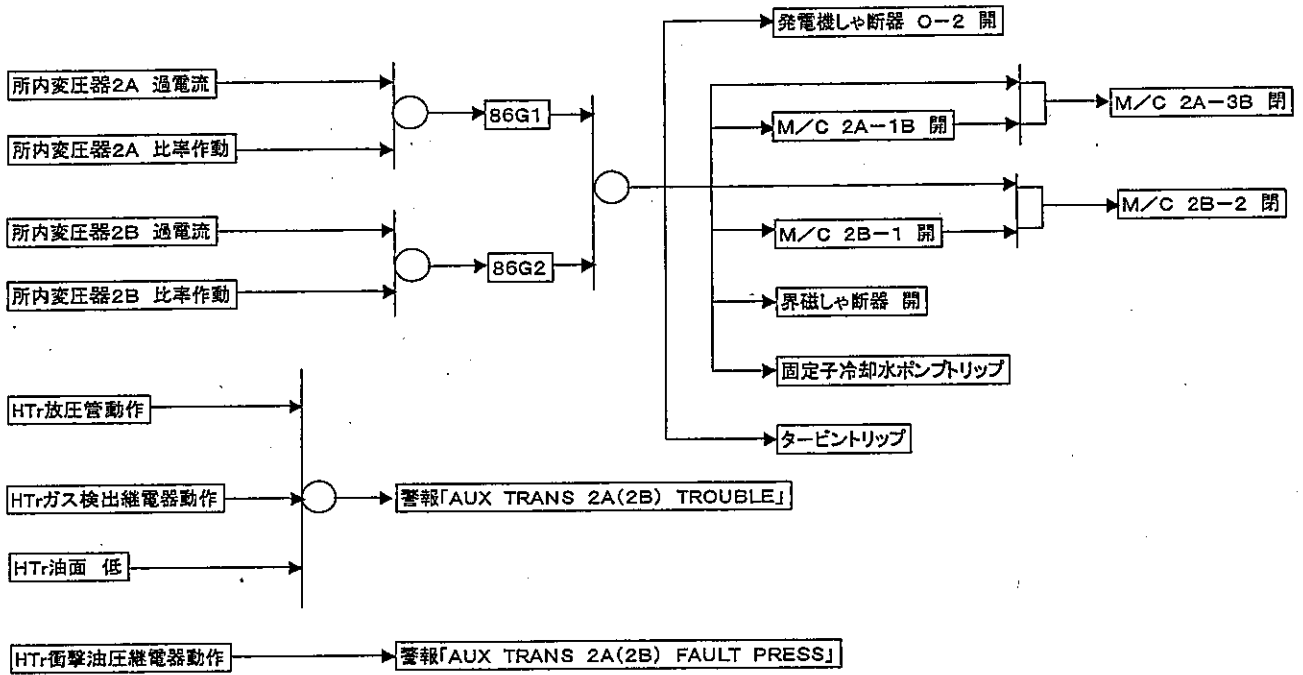 発電機しゃ断器 O-2 開
所内変圧器2A 過電流
M/C 2A-3B 閉
86G1
M/C 2A-1B 開
所内変圧器2A 比率作動
M/C 2B-2 閉
所内変圧器2B 過電流
M/C 2B-1 開
86G2
所内変圧器2B 比率作動
界磁しゃ断器 開
固定子冷却水ポンプトリップ
HTr放圧管動作
タービントリップ
HTrガス検出継電器動作
警報「AUX TRANS 2A(2B) TROUBLE」
HTr油面 低
HTr衝撃油圧継電器動作
警報「AUX TRANS 2A(2B) FAULT PRESS」